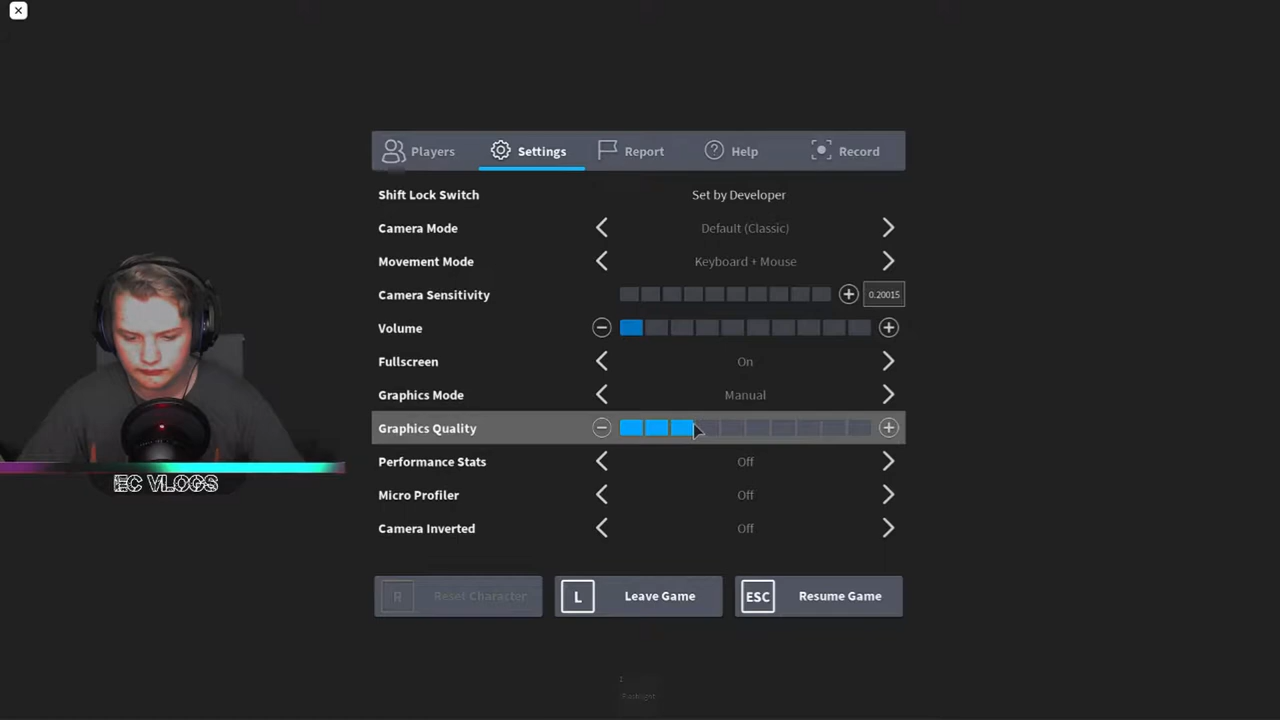 Players Settings Report Help Record
Shift Lock Switch Set by Developer
Camera Mode Default (Classic)
Movement Mode Keyboard + Mouse
Camera Sensitivity 0.20015
Volume
Fullscreen On
Graphics Mode Manual
Graphics Quality
Performance Stats Off
EC VLOGS
Micro Profiler Off
Camera Inverted Off
R Reset Character L Leave Game ESC Resume Game